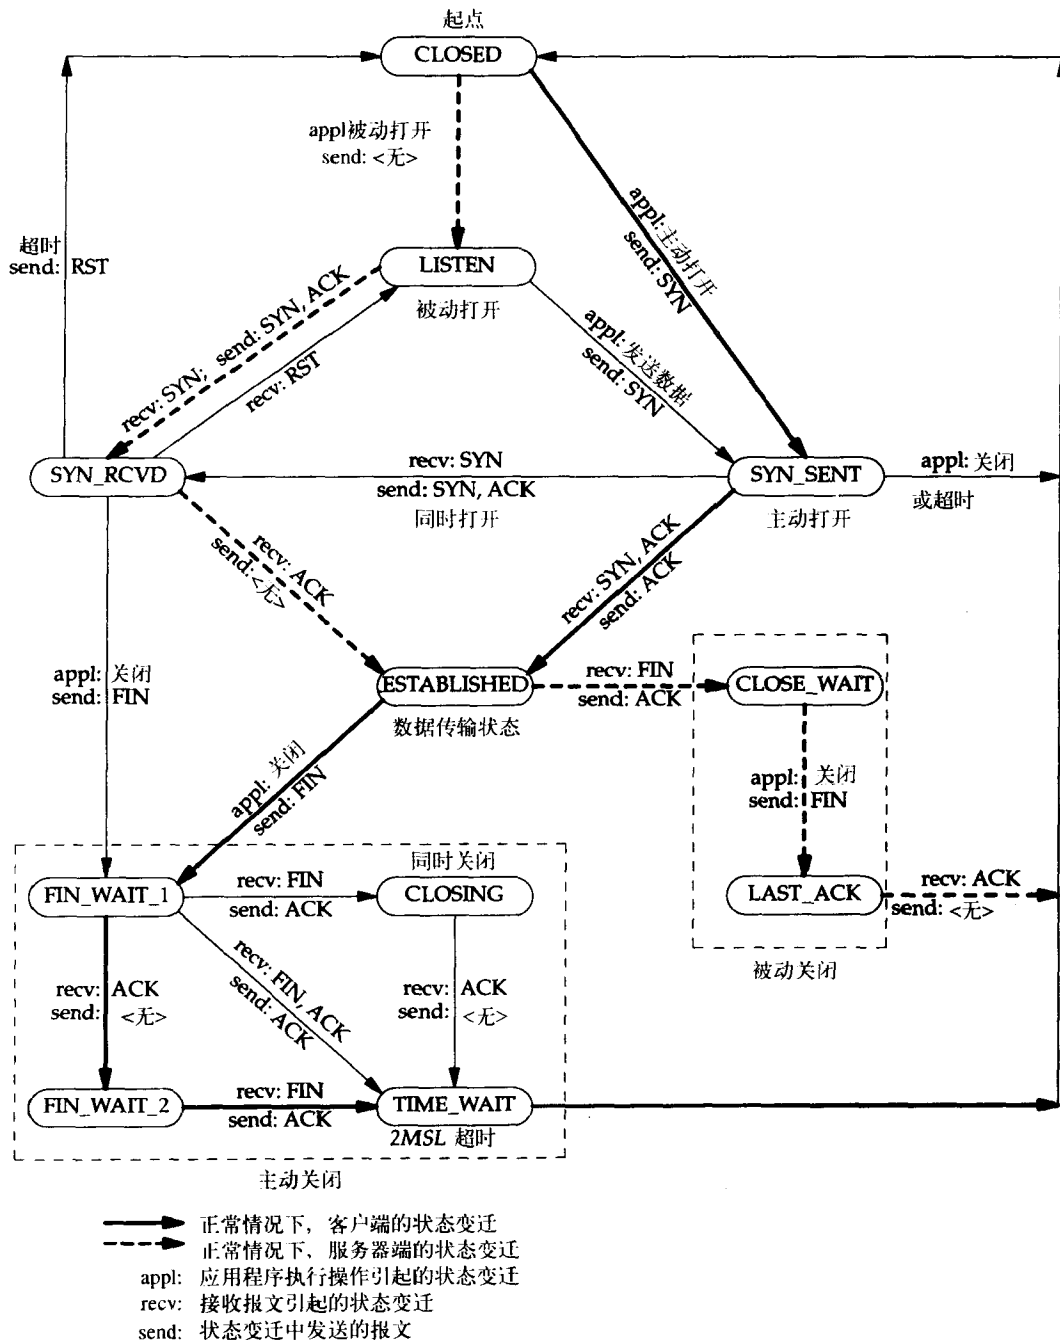 起点
CLOSED
appl被动打开
send: <无>
appl:主动打开
send: SYN
超时
send: RST
LISTEN
被动打开
recv: SYN; send: SYN, ACK
recv: RST
appl:发送数据
send: SYN
SYN_RCVD
recv: SYN
send: SYN, ACK
同时打开
SYN_SENT
主动打开
appl: 关闭
或超时
recv: ACK
send: <无>
recv: SYN, ACK
send: ACK
appl: 关闭
send: FIN
ESTABLISHED
数据传输状态
recv: FIN
send: ACK
CLOSE_WAIT
appl: 关闭
send: FIN
appl: 关闭
send: FIN
同时关闭
FIN_WAIT_1
recv: FIN
send: ACK
CLOSING
LAST_ACK
recv: ACK
send: <无>
被动关闭
recv: ACK
send: <无>
recv: FIN, ACK
send: ACK
recv: ACK
send: <无>
FIN_WAIT_2
recv: FIN
send: ACK
TIME_WAIT
2MSL 超时
主动关闭
正常情况下，客户端的状态变迁
正常情况下，服务器端的状态变迁
appl: 应用程序执行操作引起的状态变迁
recv: 接收报文引起的状态变迁
send: 状态变迁中发送的报文